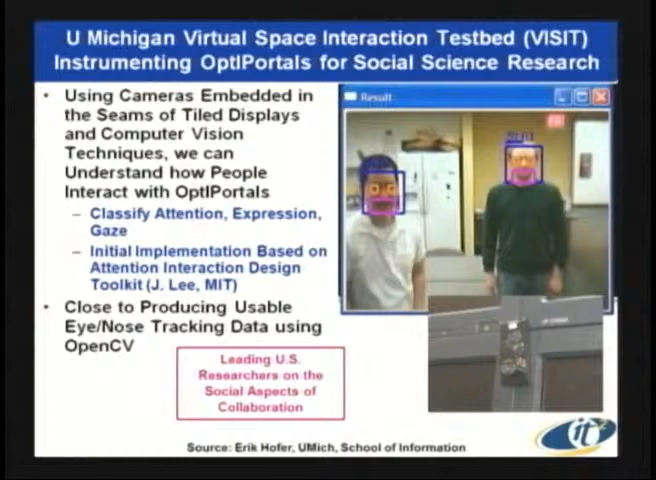 U Michigan Virtual Space Interaction Testbed (VISIT)
Instrumenting OptIPortals for Social Science Research
• Using Cameras Embedded in
the Seams of Tiled Displays
and Computer Vision
Techniques, we can
Understand how People
Interact with OptIPortals
– Classify Attention, Expression,
Gaze
– Initial Implementation Based on
Attention Interaction Design
Toolkit (J. Lee, MIT)
• Close to Producing Usable
Eye/Nose Tracking Data using
OpenCV
Leading U.S.
Researchers on the
Social Aspects of
Collaboration
Result
Source: Erik Hofer, UMich, School of Information
it